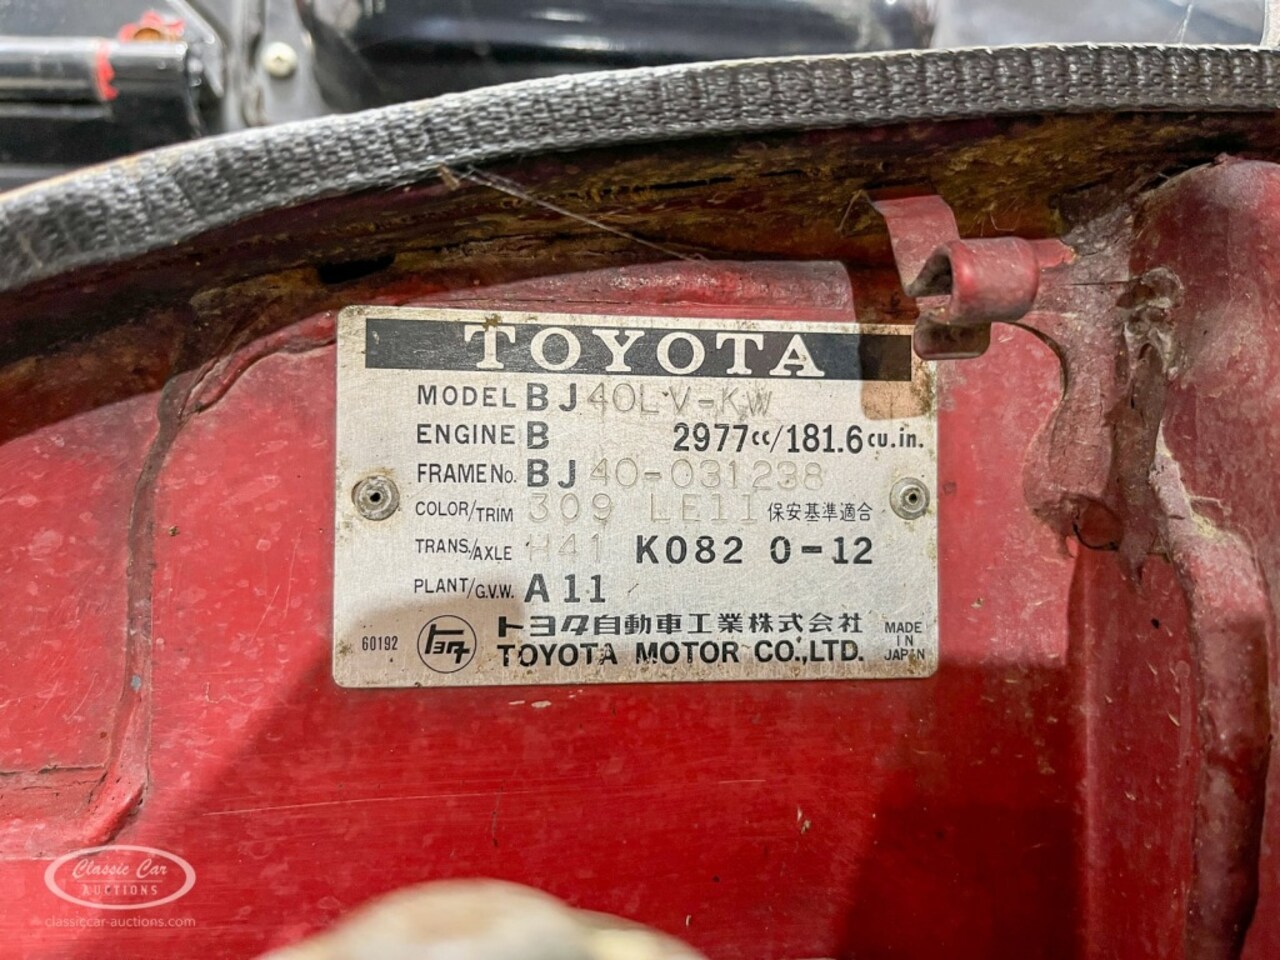 TOYOTA
MODEL BJ40LV-KW
ENGINE B 2977cc/181.6cu.in.
FRAME No. BJ40-031238
COLOR/TRIM 309 LE11 保安基準適合
TRANS./AXLE H41 K082 0-12
PLANT/G.V.W. A11
60192 トヨタ トヨタ自動車工業株式会社 MADE IN JAPAN
TOYOTA MOTOR CO.,LTD.
Classic Car
AUCTIONS
classiccar-auctions.com